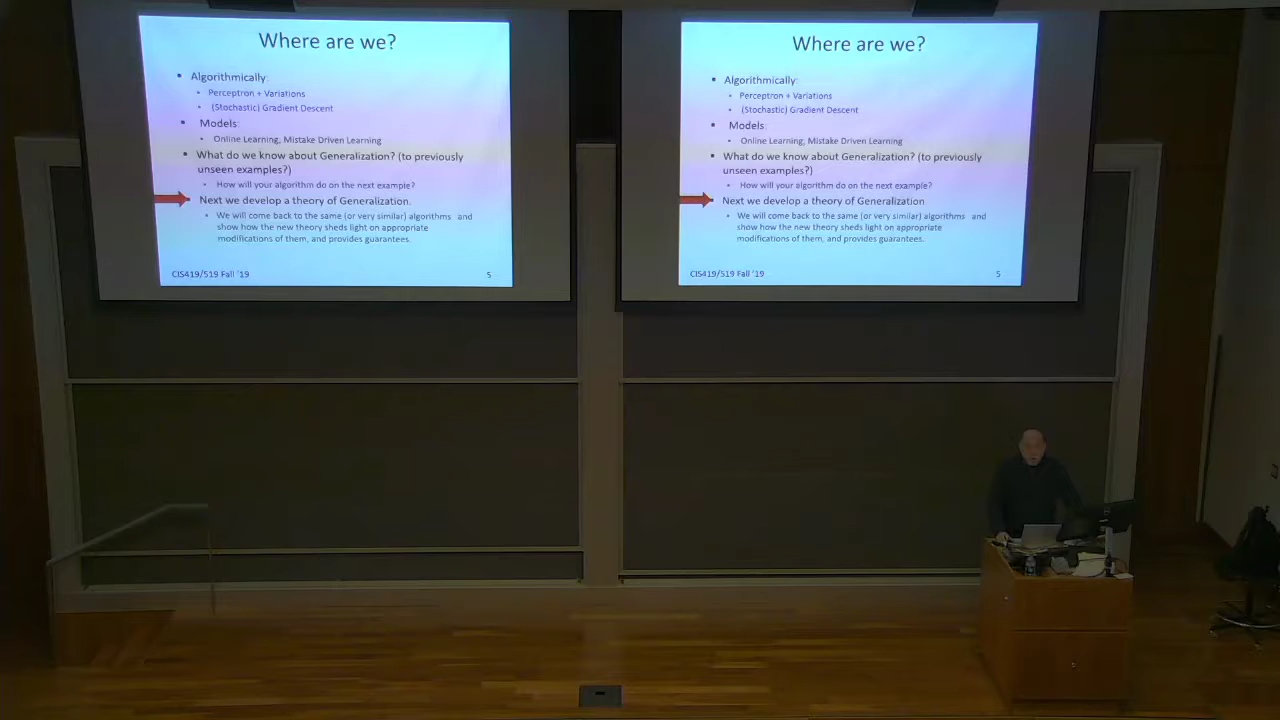 Where are we?
• Algorithmically:
• Perceptron + Variations
• (Stochastic) Gradient Descent
• Models:
• Online Learning, Mistake Driven Learning
• What do we know about Generalization? (to previously
unseen examples?)
• How will your algorithm do on the next example?
Next we develop a theory of Generalization.
• We will come back to the same (or very similar) algorithms and
show how the new theory sheds light on appropriate
modifications of them, and provides guarantees.
CIS419/519 Fall '19
5
Where are we?
• Algorithmically:
• Perceptron + Variations
• (Stochastic) Gradient Descent
• Models:
• Online Learning, Mistake Driven Learning
• What do we know about Generalization? (to previously
unseen examples?)
• How will your algorithm do on the next example?
Next we develop a theory of Generalization
• We will come back to the same (or very similar) algorithms and
show how the new theory sheds light on appropriate
modifications of them, and provides guarantees.
CIS419/519 Fall '19
5